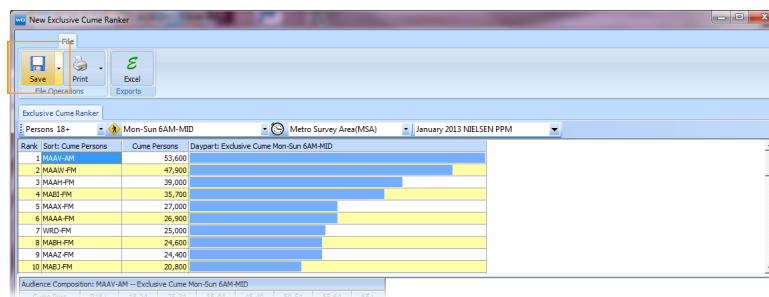 WD New Exclusive Cume Ranker
File
Save Print Excel
File Operations Exports
Exclusive Cume Ranker
Persons 18+ Mon-Sun 6AM-MID Metro Survey Area(MSA) January 2013 NIELSEN PPM
Rank Sort: Cume Persons Cume Persons Daypart: Exclusive Cume Mon-Sun 6AM-MID
1 MAAV-AM 53,600
2 MAAW-FM 47,900
3 MAAH-FM 39,000
4 MABI-FM 35,700
5 MAAX-FM 27,000
6 MAAA-FM 26,900
7 WRD-FM 25,000
8 MABH-FM 24,600
9 MAAZ-FM 24,400
10 MABJ-FM 20,800
Audience Composition: MAAV-AM -- Exclusive Cume Mon-Sun 6AM-MID